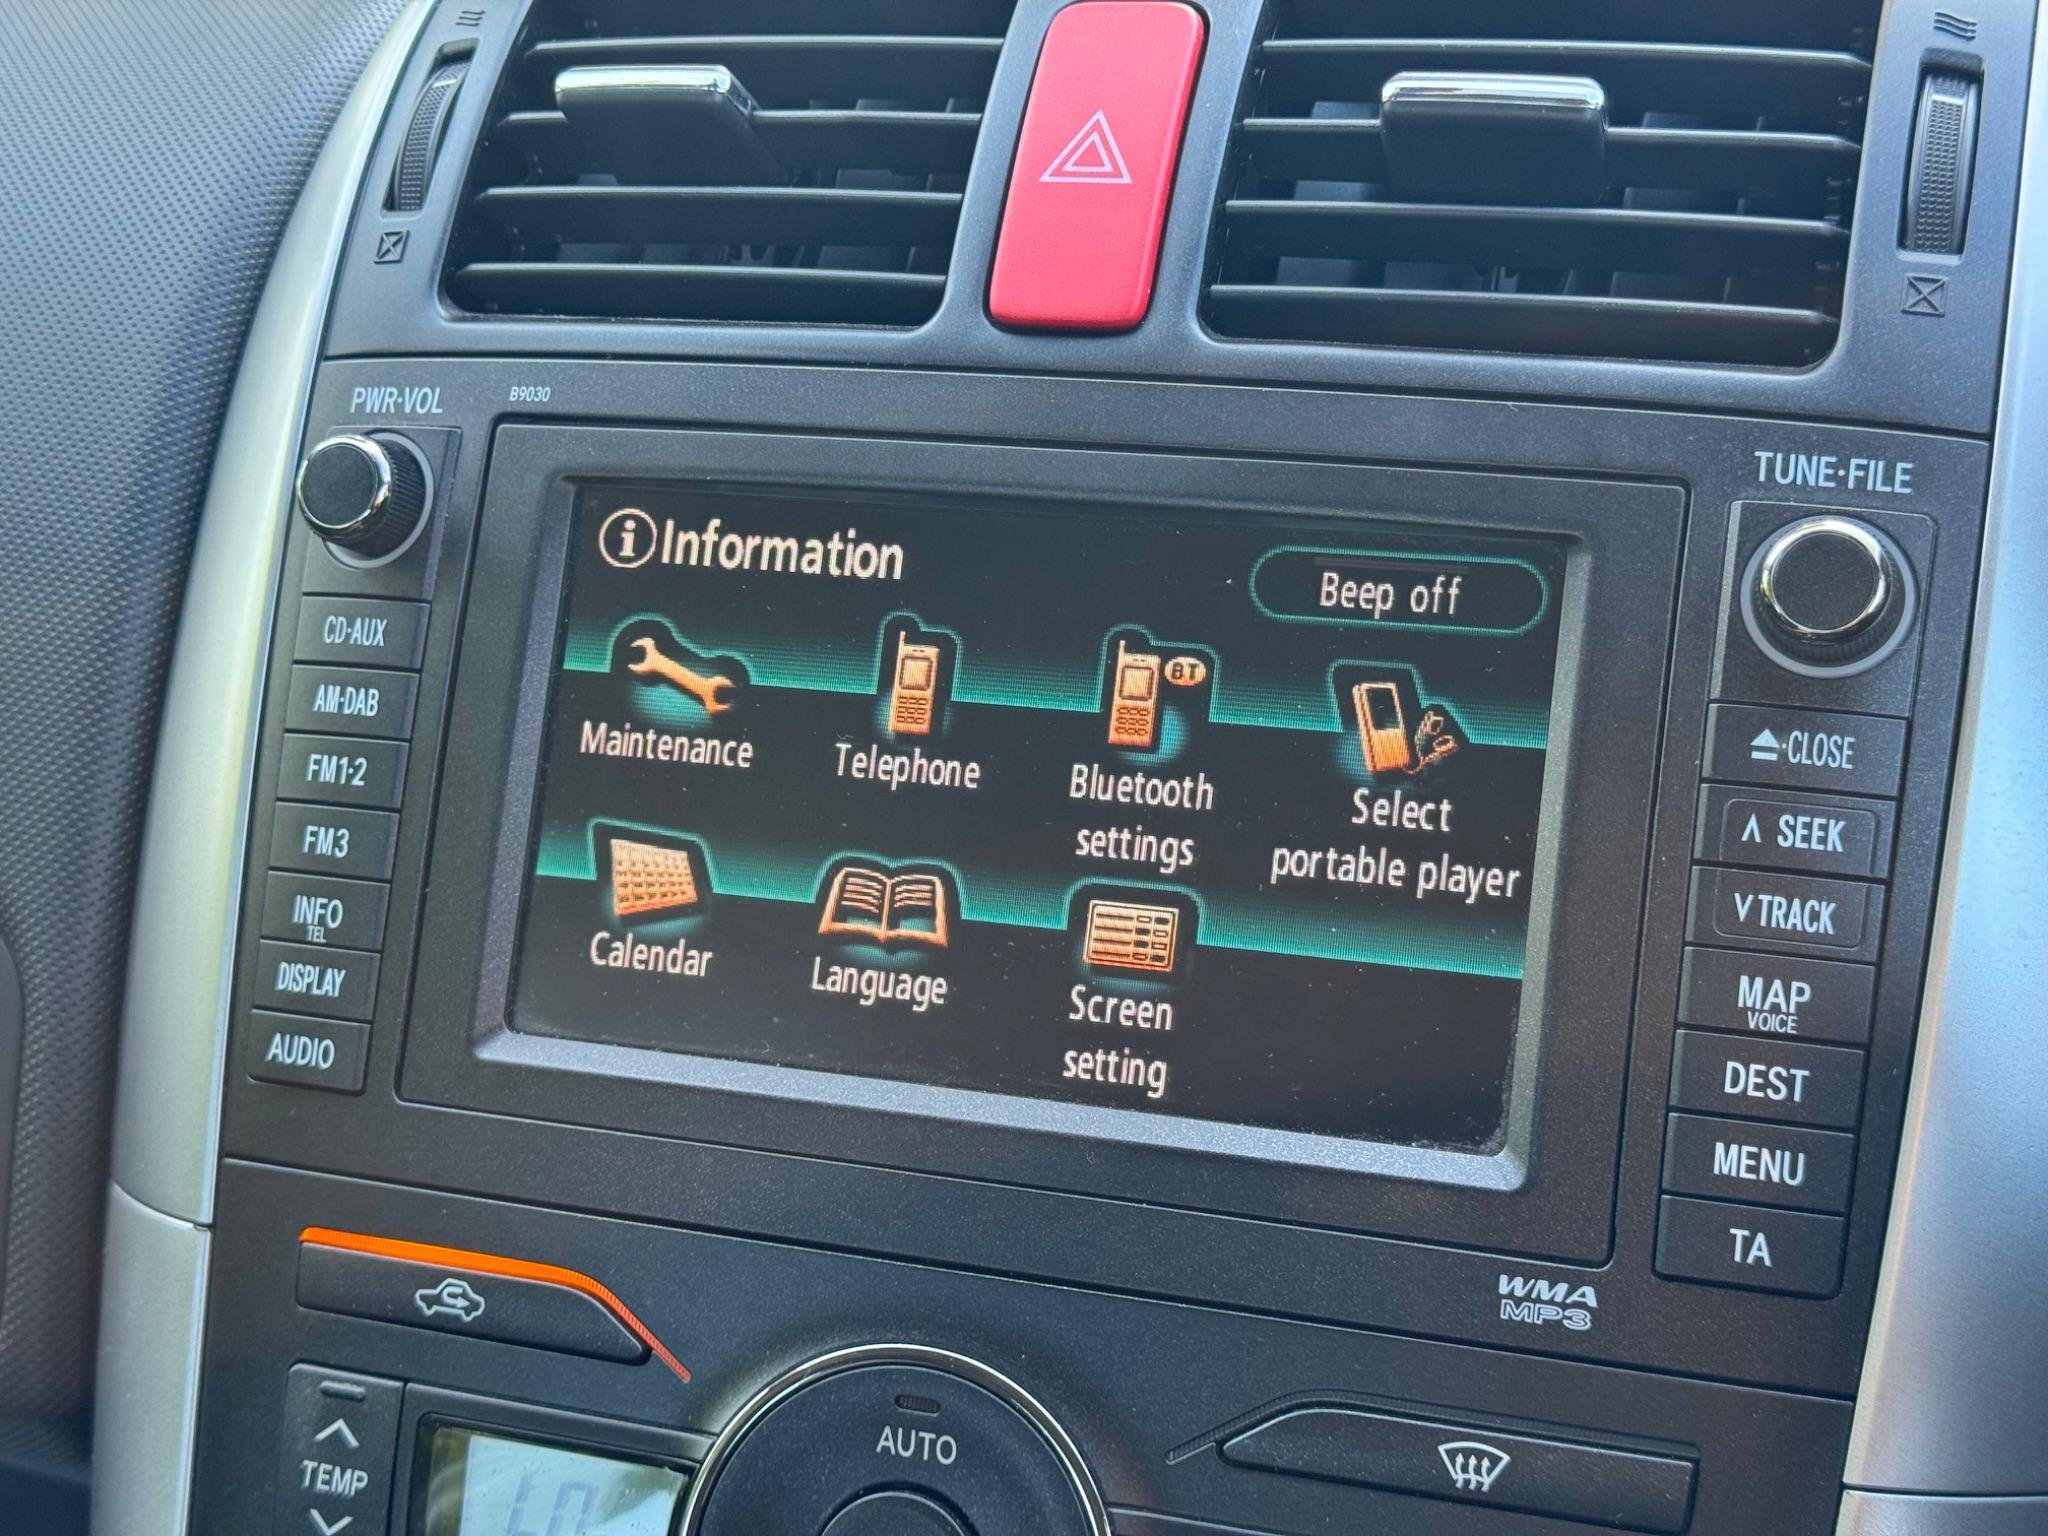 PWR·VOL
B9030
TUNE·FILE
CD·AUX
AM·DAB
FM1·2
FM3
INFO
TEL
DISPLAY
AUDIO
i Information
Beep off
Maintenance
Telephone
BT
Bluetooth
settings
Select
portable player
Calendar
Language
Screen
setting
⏏·CLOSE
∧ SEEK
∨ TRACK
MAP
VOICE
DEST
MENU
TA
WMA
MP3
AUTO
TEMP
LO